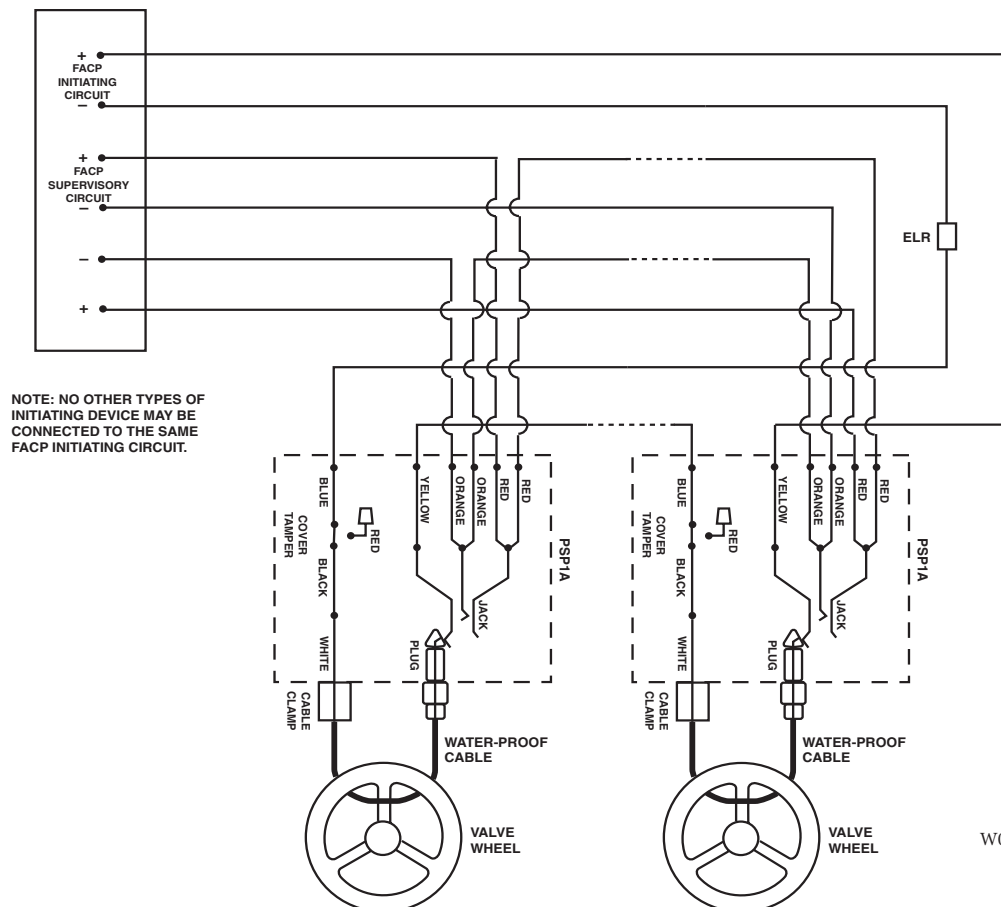 +
FACP
INITIATING
CIRCUIT
–
+
FACP
SUPERVISORY
CIRCUIT
–
–
+
ELR
NOTE: NO OTHER TYPES OF
INITIATING DEVICE MAY BE
CONNECTED TO THE SAME
FACP INITIATING CIRCUIT.
BLUE
YELLOW
ORANGE
ORANGE
RED
RED
COVER
TAMPER
RED
BLACK
WHITE
JACK
PLUG
PSP1A
CABLE
CLAMP
WATER-PROOF
CABLE
VALVE
WHEEL
BLUE
YELLOW
ORANGE
ORANGE
RED
RED
COVER
TAMPER
RED
BLACK
WHITE
JACK
PLUG
PSP1A
CABLE
CLAMP
WATER-PROOF
CABLE
VALVE
WHEEL